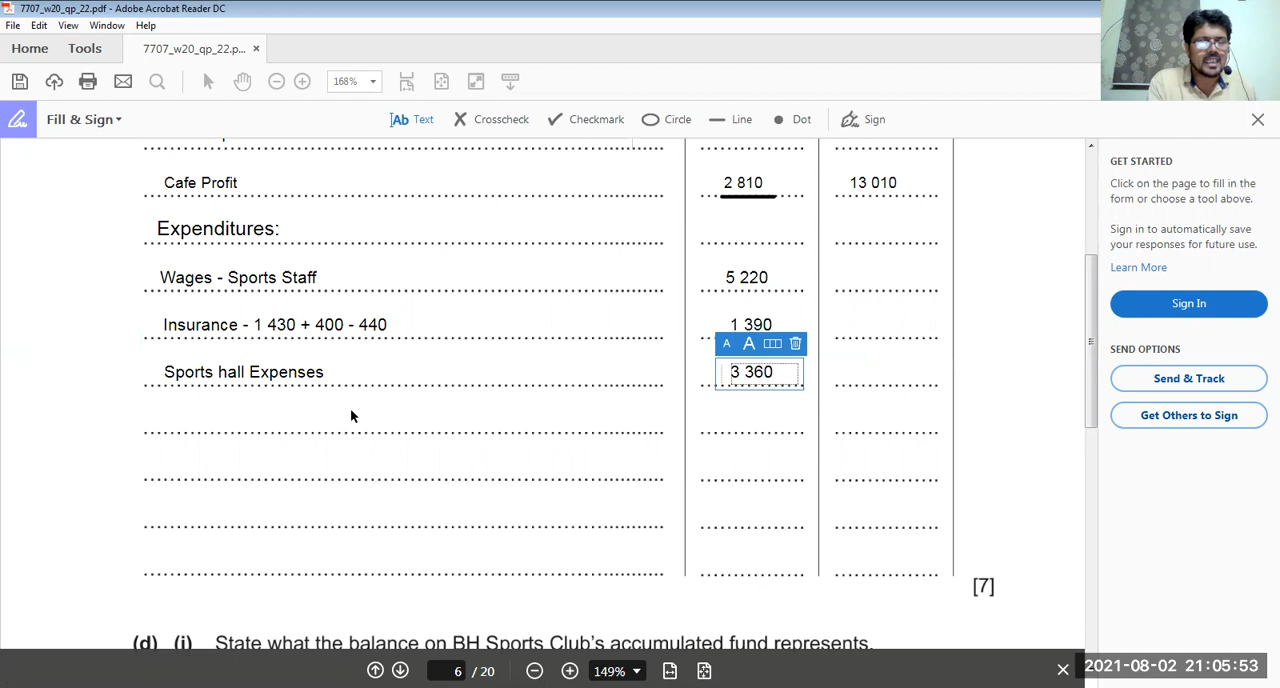 7707_w20_qp_22.pdf - Adobe Acrobat Reader DC
File Edit View Window Help
Home Tools 7707_w20_qp_22.p... ×
168%
Fill & Sign
Ab Text Crosscheck Checkmark Circle Line Dot Sign
Cafe Profit 2 810 13 010
Expenditures:
Wages - Sports Staff 5 220
Insurance - 1 430 + 400 - 440 1 390
A A
Sports hall Expenses 3 360
[7]
(d) (i) State what the balance on BH Sports Club's accumulated fund represents.
GET STARTED
Click on the page to fill in the
form or choose a tool above.
Sign in to automatically save
your responses for future use.
Learn More
Sign In
SEND OPTIONS
Send & Track
Get Others to Sign
6 / 20 149%
2021-08-02 21:05:53